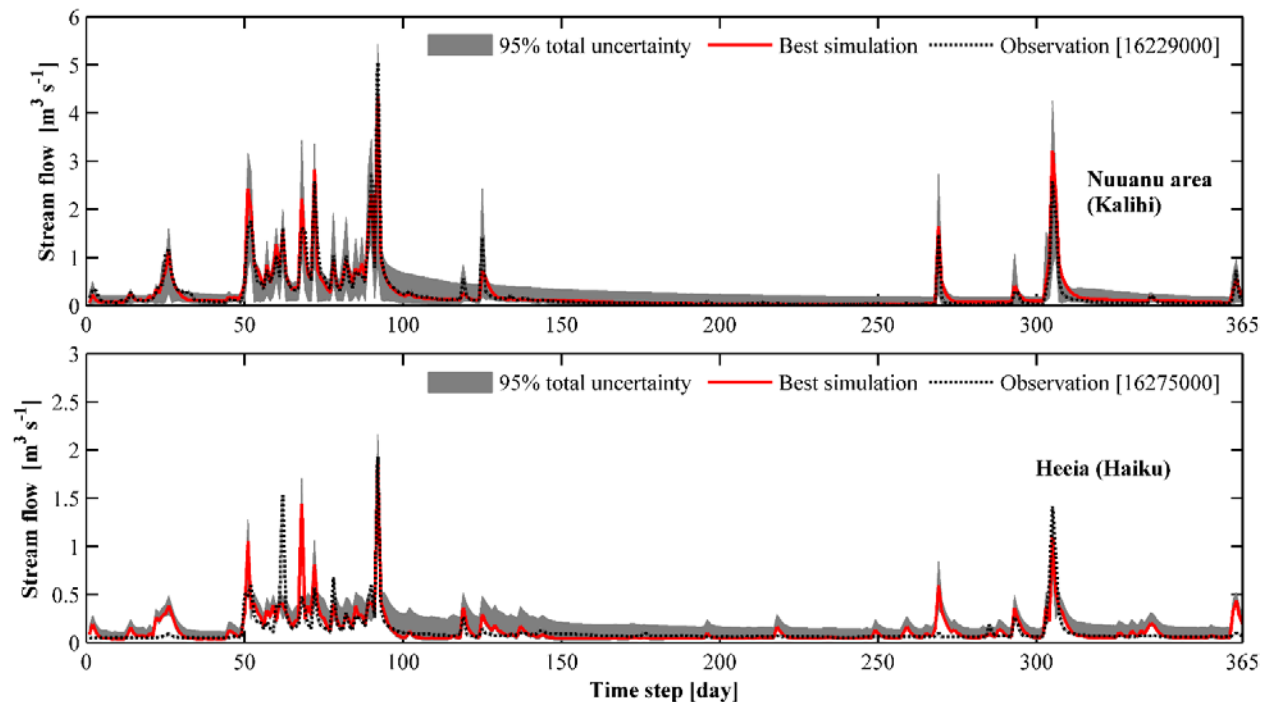 6
5
4
3
2
1
0
Stream flow [m³ s⁻¹]
95% total uncertainty Best simulation Observation [16229000]
Nuuanu area
(Kalihi)
0 50 100 150 200 250 300 365
3
2.5
2
1.5
1
0.5
0
Stream flow [m³ s⁻¹]
95% total uncertainty Best simulation Observation [16275000]
Heeia (Haiku)
0 50 100 150 200 250 300 365
Time step [day]